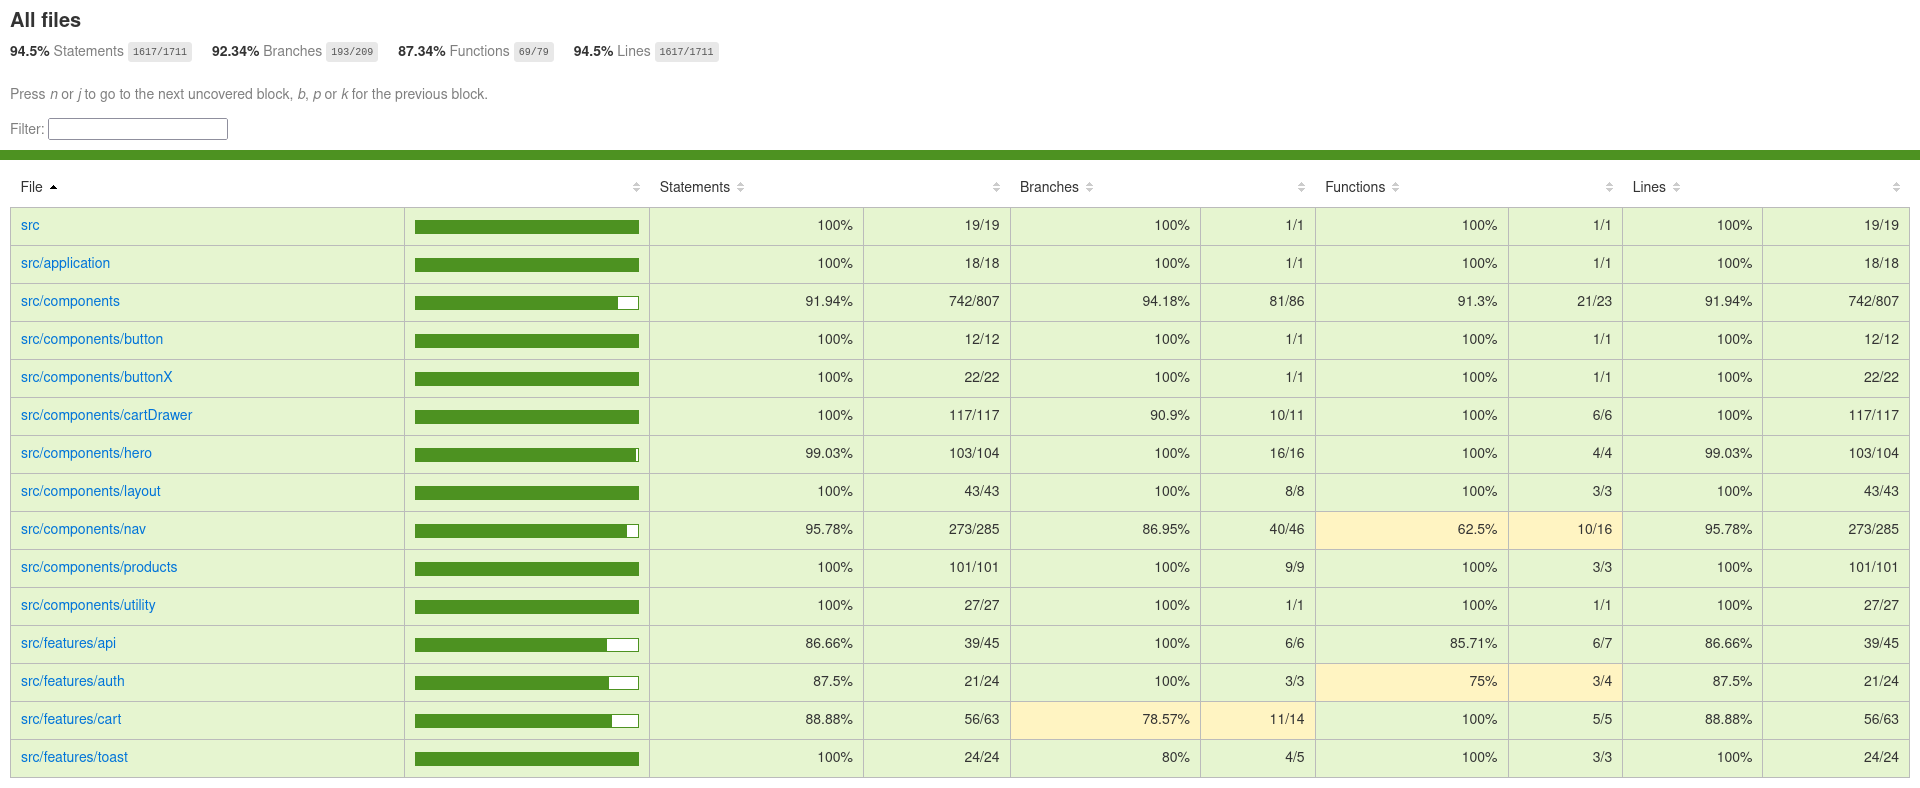 All files
94.5% Statements 1617/1711 92.34% Branches 193/209 87.34% Functions 69/79 94.5% Lines 1617/1711
Press n or j to go to the next uncovered block, b, p or k for the previous block.
Filter:
File Statements Branches Functions Lines
src 100% 19/19 100% 1/1 100% 1/1 100% 19/19
src/application 100% 18/18 100% 1/1 100% 1/1 100% 18/18
src/components 91.94% 742/807 94.18% 81/86 91.3% 21/23 91.94% 742/807
src/components/button 100% 12/12 100% 1/1 100% 1/1 100% 12/12
src/components/buttonX 100% 22/22 100% 1/1 100% 1/1 100% 22/22
src/components/cartDrawer 100% 117/117 90.9% 10/11 100% 6/6 100% 117/117
src/components/hero 99.03% 103/104 100% 16/16 100% 4/4 99.03% 103/104
src/components/layout 100% 43/43 100% 8/8 100% 3/3 100% 43/43
src/components/nav 95.78% 273/285 86.95% 40/46 62.5% 10/16 95.78% 273/285
src/components/products 100% 101/101 100% 9/9 100% 3/3 100% 101/101
src/components/utility 100% 27/27 100% 1/1 100% 1/1 100% 27/27
src/features/api 86.66% 39/45 100% 6/6 85.71% 6/7 86.66% 39/45
src/features/auth 87.5% 21/24 100% 3/3 75% 3/4 87.5% 21/24
src/features/cart 88.88% 56/63 78.57% 11/14 100% 5/5 88.88% 56/63
src/features/toast 100% 24/24 80% 4/5 100% 3/3 100% 24/24